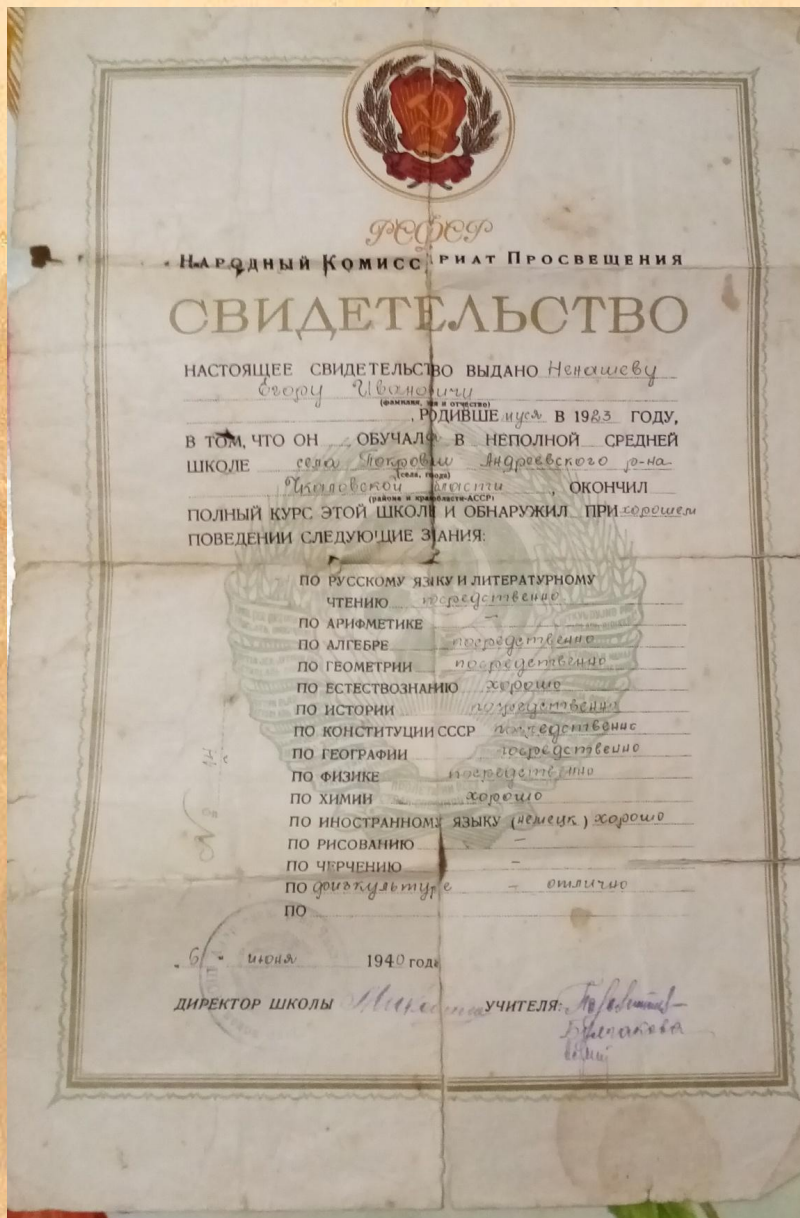 РСФСР
НАРОДНЫЙ КОМИССАРИАТ ПРОСВЕЩЕНИЯ
СВИДЕТЕЛЬСТВО
НАСТОЯЩЕЕ СВИДЕТЕЛЬСТВО ВЫДАНО Ненашеву
Егору Ивановичу
(фамилия, имя и отчество)
, РОДИВШЕмуся В 1923 ГОДУ,
В ТОМ, ЧТО ОН ОБУЧАЛСЯ В НЕПОЛНОЙ СРЕДНЕЙ
ШКОЛЕ села Покровки Андреевского р-на
(села, города)
Чкаловской области, ОКОНЧИЛ
(района и края-области-АССР)
ПОЛНЫЙ КУРС ЭТОЙ ШКОЛЫ И ОБНАРУЖИЛ ПРИ хорошем
ПОВЕДЕНИИ СЛЕДУЮЩИЕ ЗНАНИЯ:
ПО РУССКОМУ ЯЗЫКУ И ЛИТЕРАТУРНОМУ
ЧТЕНИЮ посредственно
ПО АРИФМЕТИКЕ –
ПО АЛГЕБРЕ посредственно
ПО ГЕОМЕТРИИ посредственно
ПО ЕСТЕСТВОЗНАНИЮ хорошо
ПО ИСТОРИИ посредственно
ПО КОНСТИТУЦИИ СССР посредственно
ПО ГЕОГРАФИИ посредственно
ПО ФИЗИКЕ посредственно
ПО ХИМИИ хорошо
ПО ИНОСТРАННОМУ ЯЗЫКУ (немецк) хорошо
ПО РИСОВАНИЮ –
ПО ЧЕРЧЕНИЮ –
ПО физкультуре – отлично
ПО
№
„6/" июня 1940 года
ДИРЕКТОР ШКОЛЫ УЧИТЕЛЯ:
Булгакова